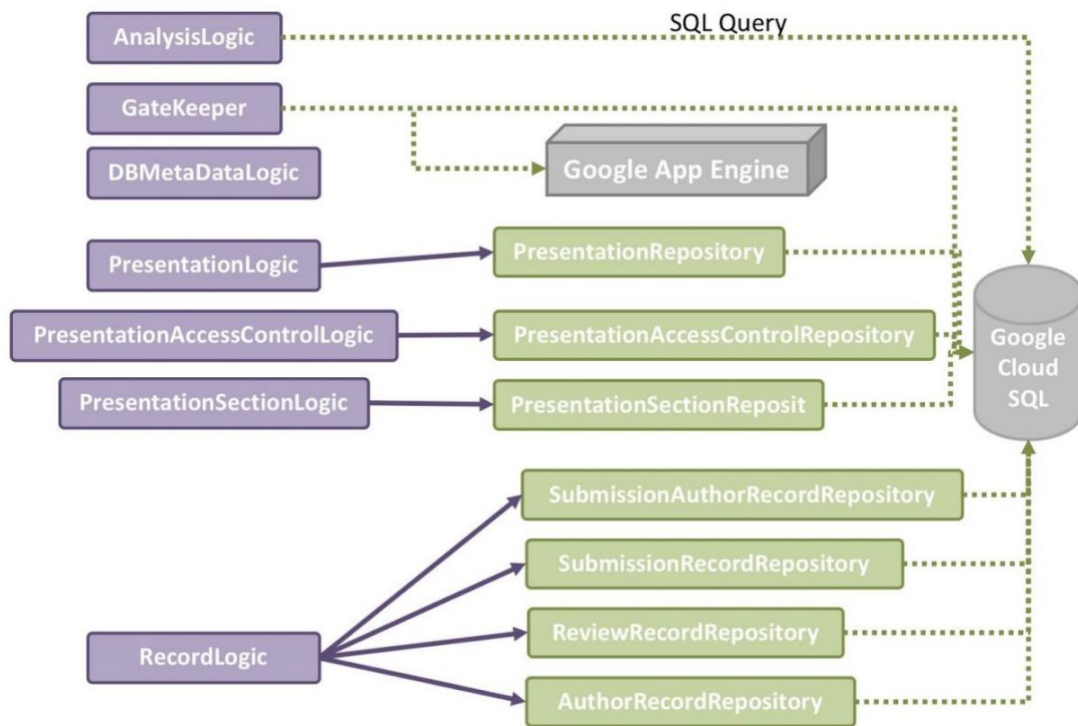 SQL Query
AnalysisLogic
GateKeeper
DBMetaDataLogic
Google App Engine
PresentationLogic
PresentationRepository
PresentationAccessControlLogic
PresentationAccessControlRepository
Google
Cloud
SQL
PresentationSectionLogic
PresentationSectionReposit
SubmissionAuthorRecordRepository
SubmissionRecordRepository
ReviewRecordRepository
RecordLogic
AuthorRecordRepository